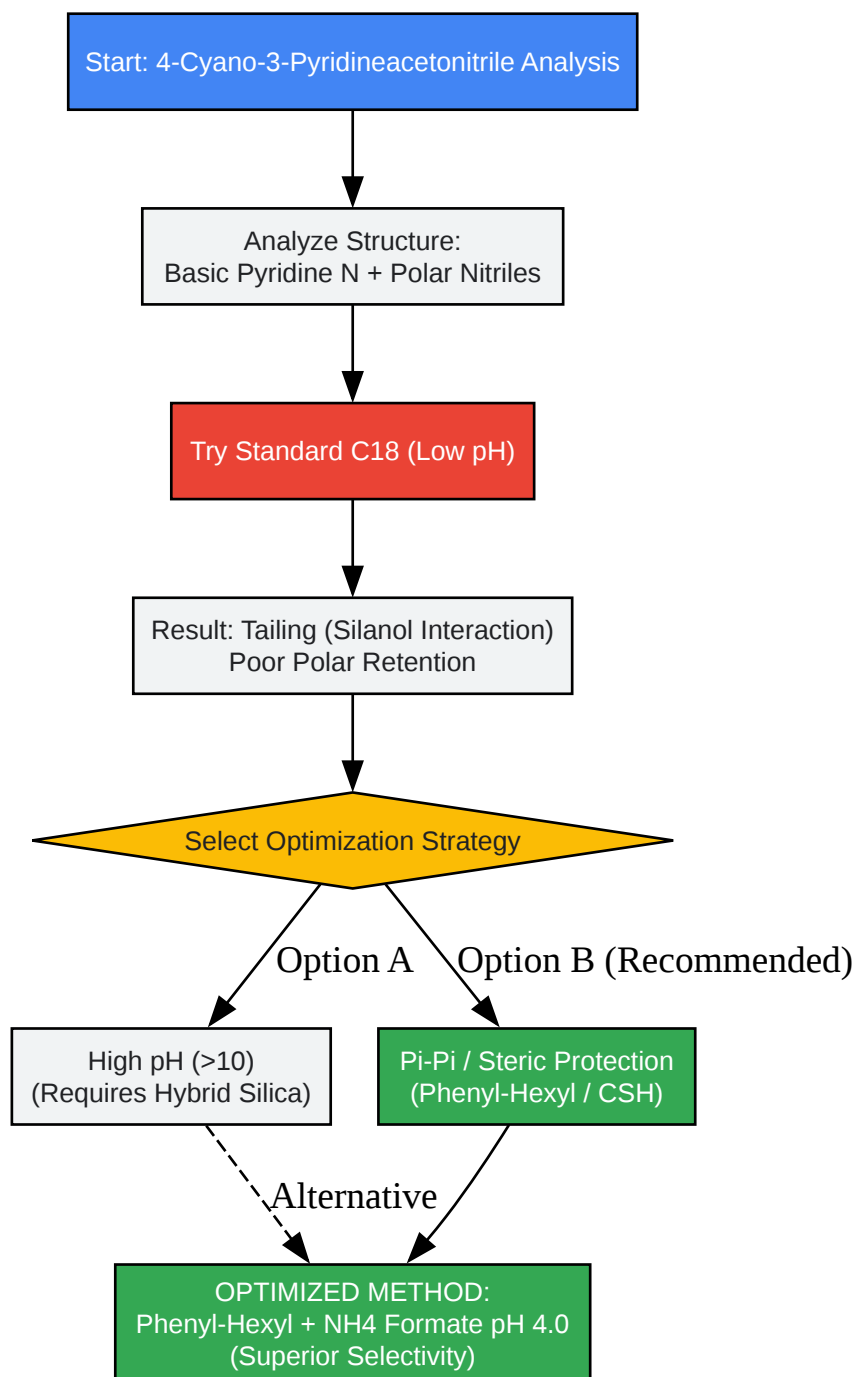 Start: 4-Cyano-3-Pyridineacetonitrile Analysis
Analyze Structure:
Basic Pyridine N + Polar Nitriles
Try Standard C18 (Low pH)
Result: Tailing (Silanol Interaction)
Poor Polar Retention
Select Optimization Strategy
Option A
Option B (Recommended)
High pH (>10)
(Requires Hybrid Silica)
Pi-Pi / Steric Protection
(Phenyl-Hexyl / CSH)
Alternative
OPTIMIZED METHOD:
Phenyl-Hexyl + NH4 Formate pH 4.0
(Superior Selectivity)